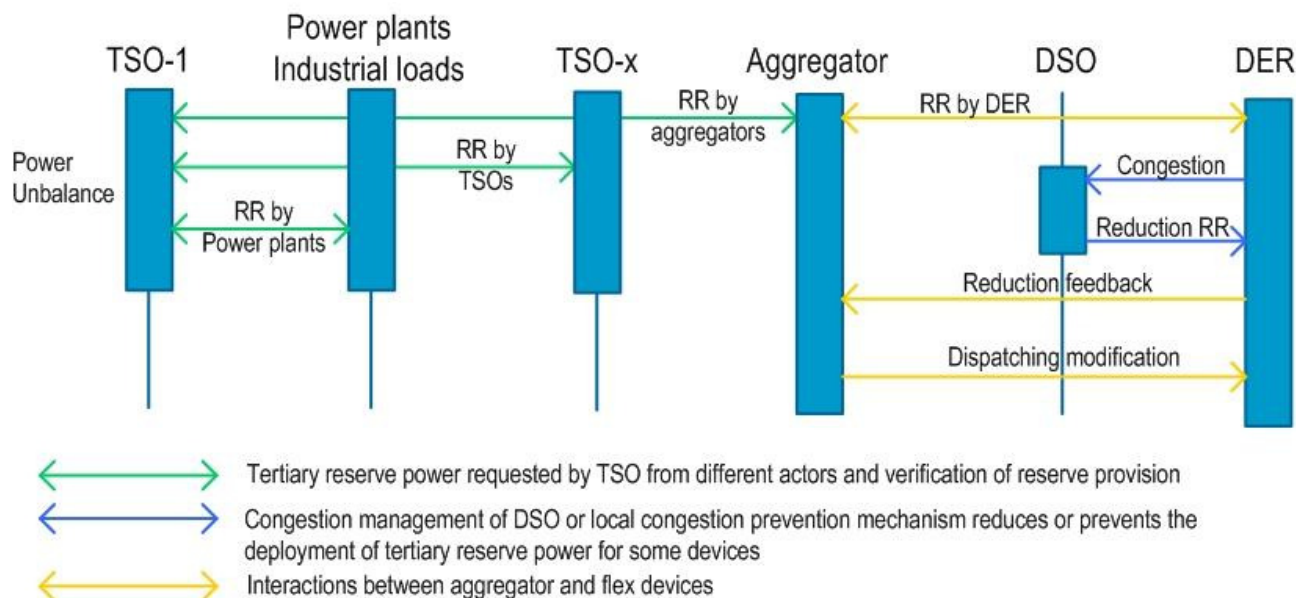 Power plants
TSO-1
Industrial loads
TSO-x
Aggregator
DSO
DER
RR by
aggregators
RR by DER
Power
Unbalance
RR by
TSOs
Congestion
RR by
Power plants
Reduction RR
Reduction feedback
Dispatching modification
Tertiary reserve power requested by TSO from different actors and verification of reserve provision
Congestion management of DSO or local congestion prevention mechanism reduces or prevents the
deployment of tertiary reserve power for some devices
Interactions between aggregator and flex devices